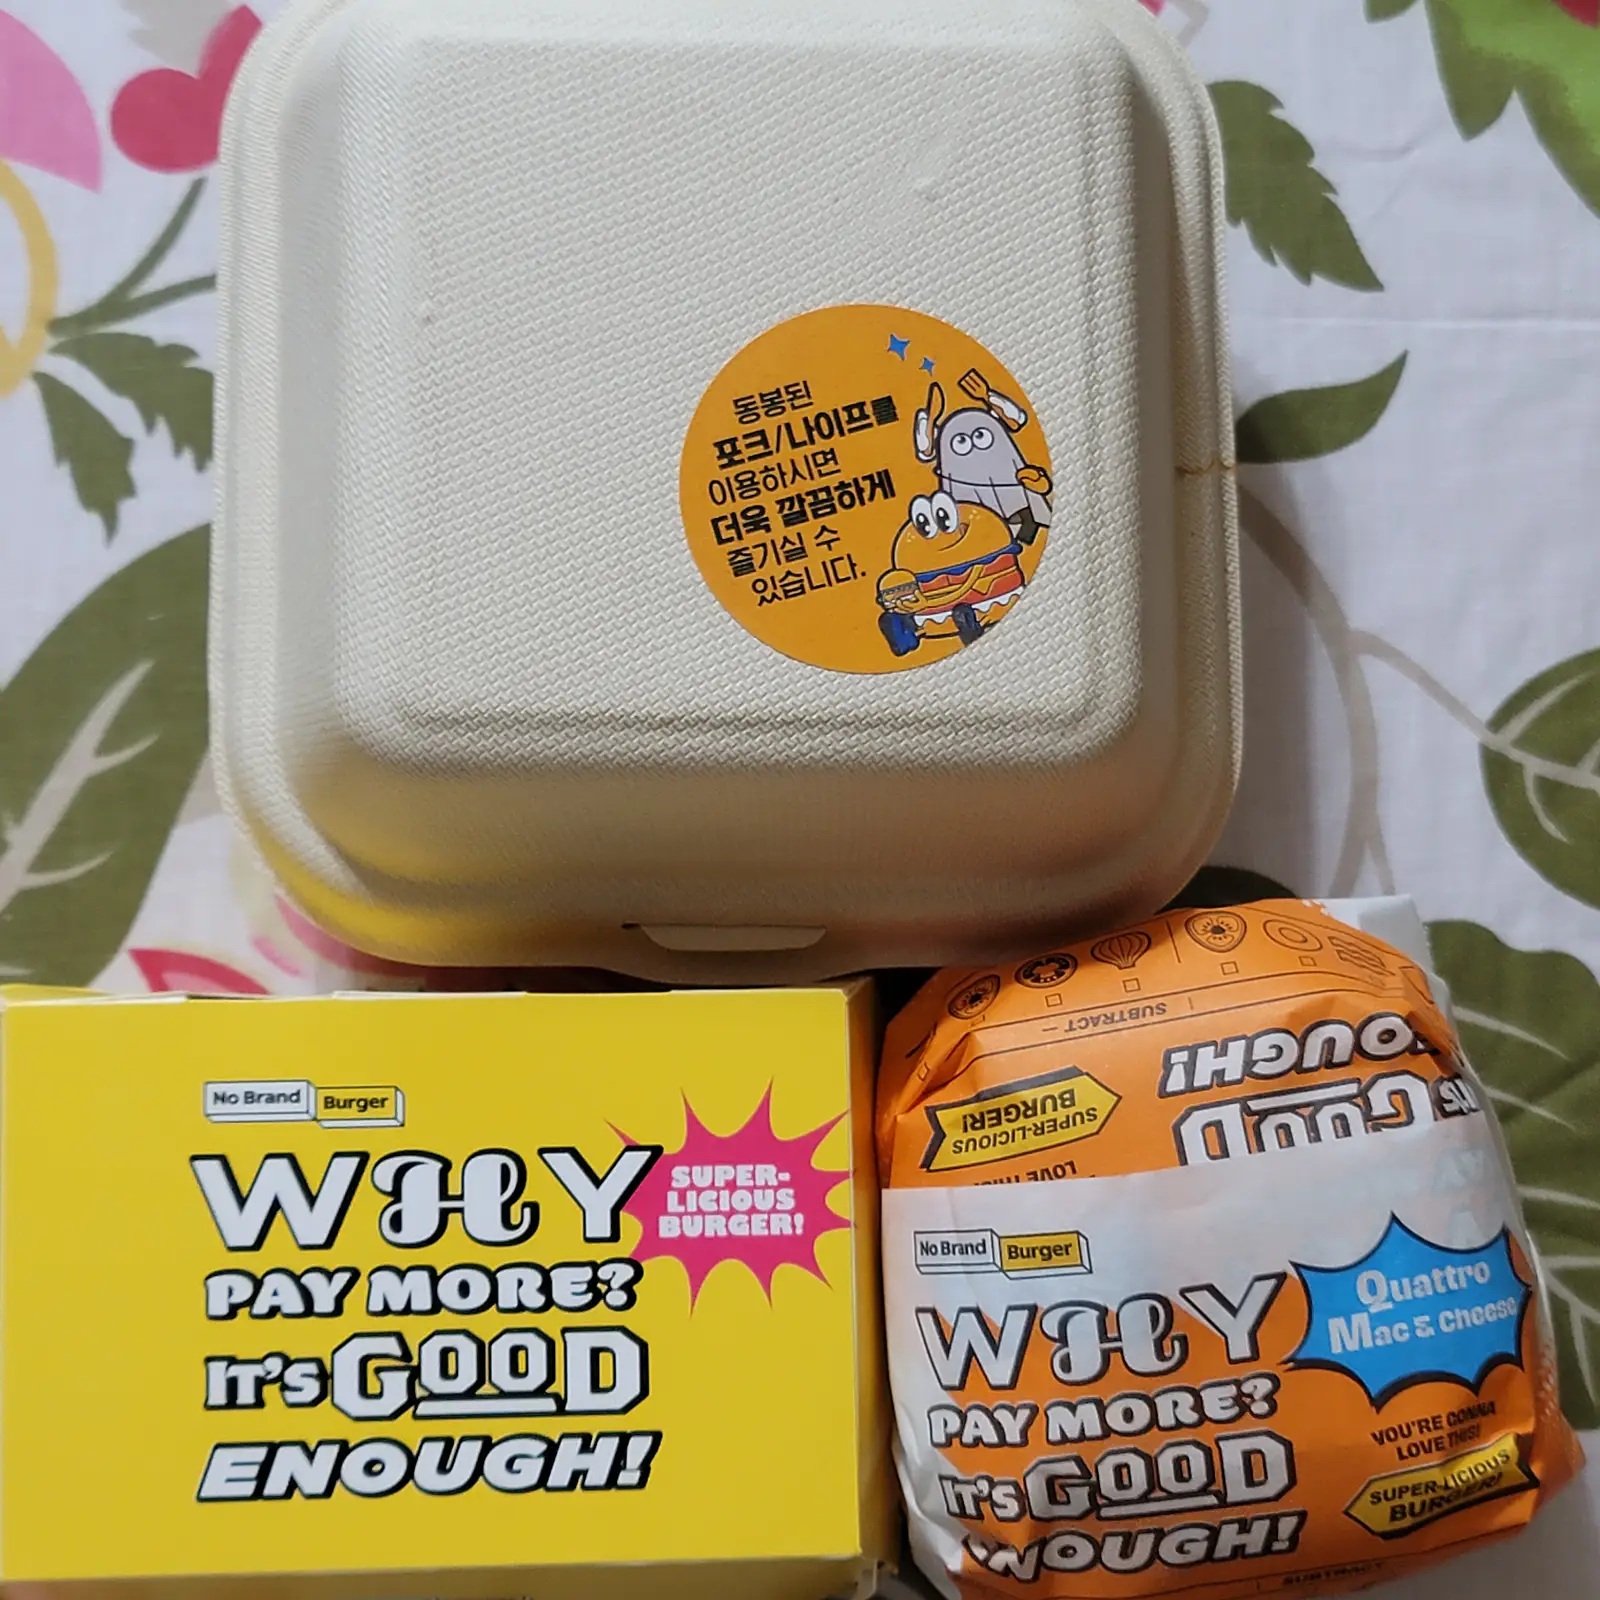 동봉된
포크/나이프를
이용하시면
더욱 깔끔하게
즐기실 수
있습니다.
No Brand Burger
WHY
PAY MORE?
IT'S GOOD
ENOUGH!
SUPER-
LICIOUS
BURGER!
SUBTRACT
GOOD
SUPER-LICIOUS
BURGER!
No Brand Burger
WHY
PAY MORE?
IT'S GOOD
ENOUGH!
Quattro
Mac & Cheese
YOU'RE GONNA
LOVE THIS!
SUPER-LICIOUS
BURGER!
SUBTRACT